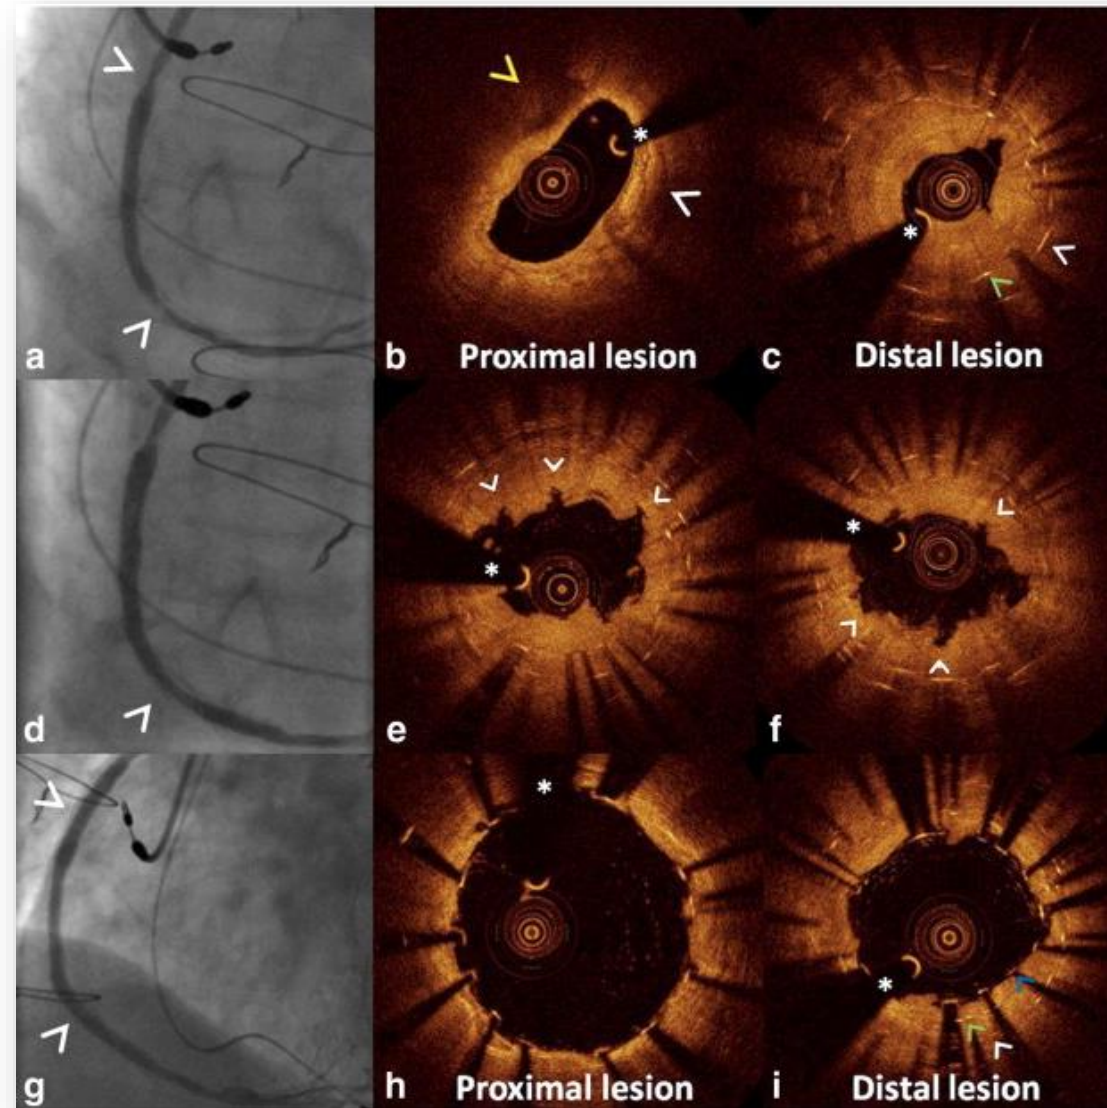 a
b Proximal lesion
*
c Distal lesion
*
d
e
*
f
*
g
h Proximal lesion
*
i Distal lesion
*